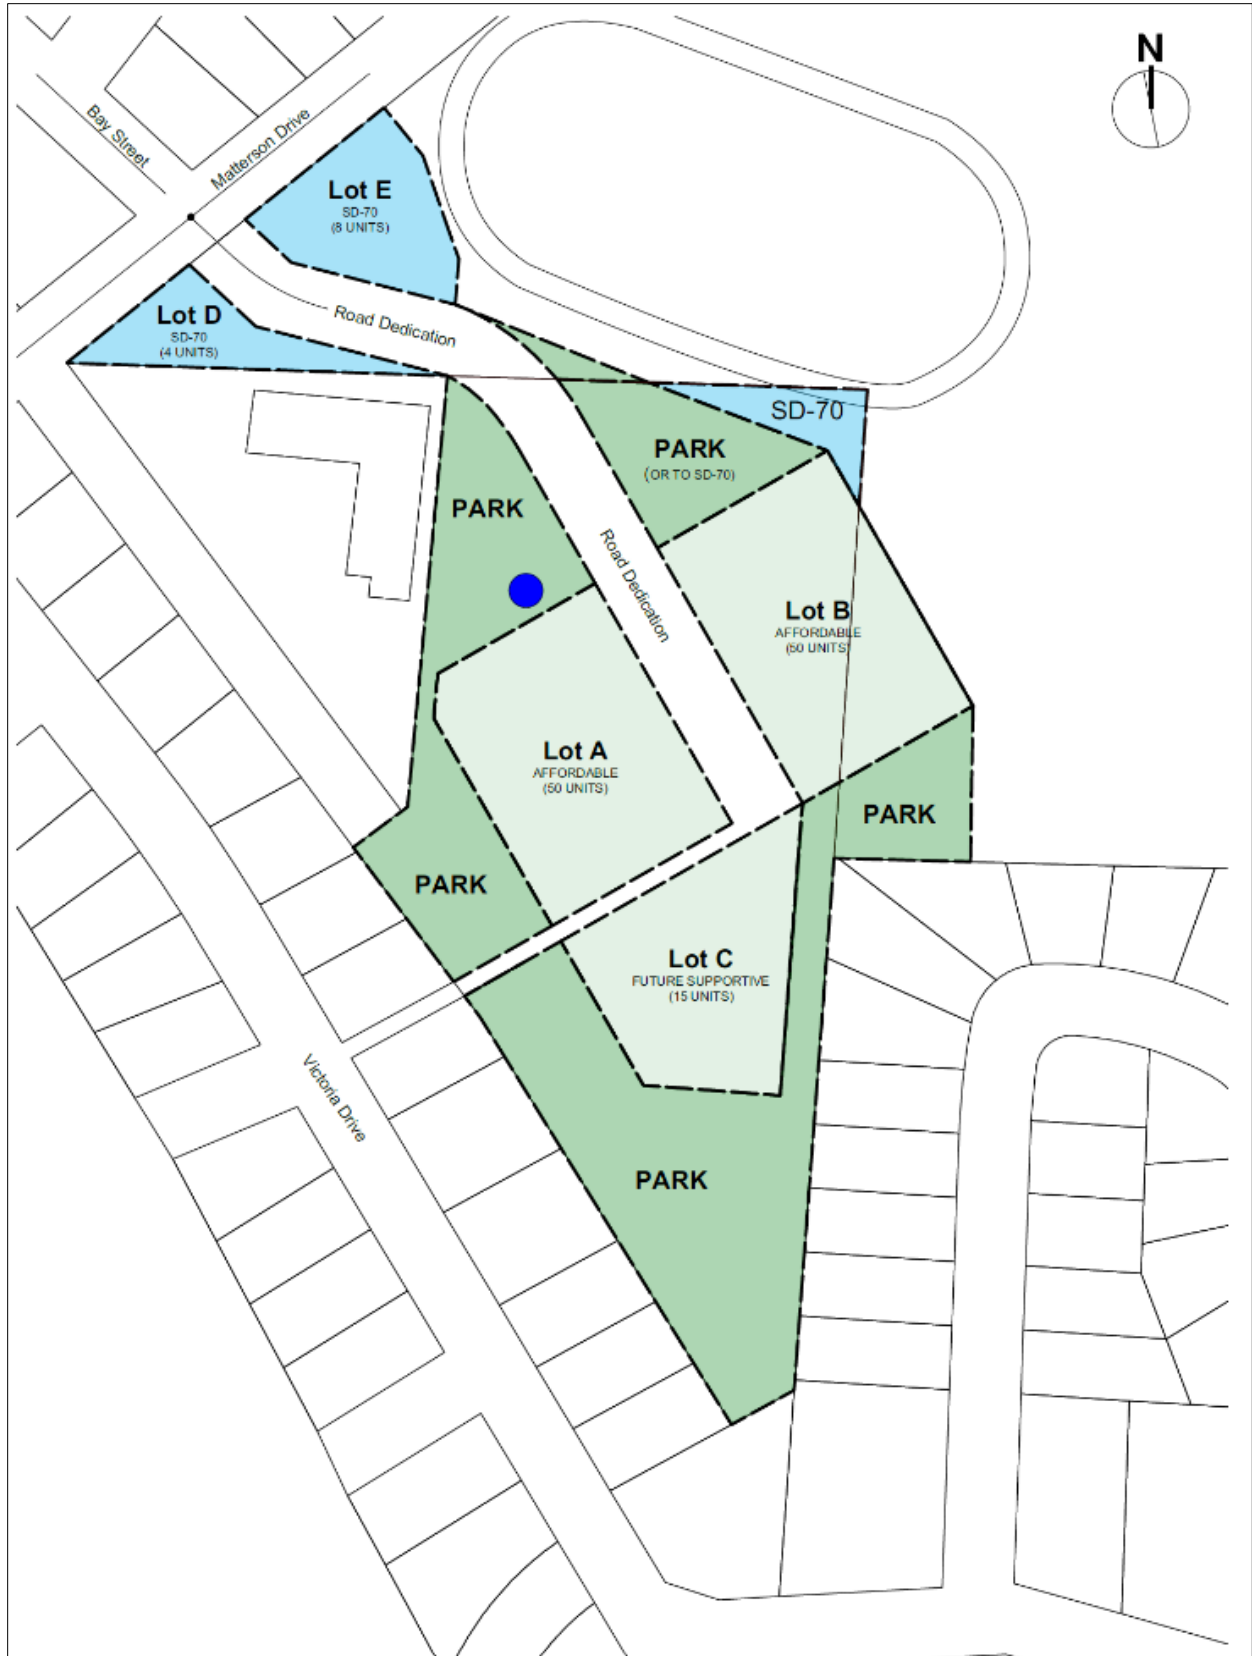 N
Bay Street
Matterson Drive
Lot E
SD-70
(8 UNITS)
Lot D
SD-70
(4 UNITS)
Road Dedication
SD-70
PARK
(OR TO SD-70)
PARK
Road Dedication
Lot B
AFFORDABLE
(50 UNITS)
Lot A
AFFORDABLE
(50 UNITS)
PARK
PARK
Lot C
FUTURE SUPPORTIVE
(15 UNITS)
Victoria Drive
PARK